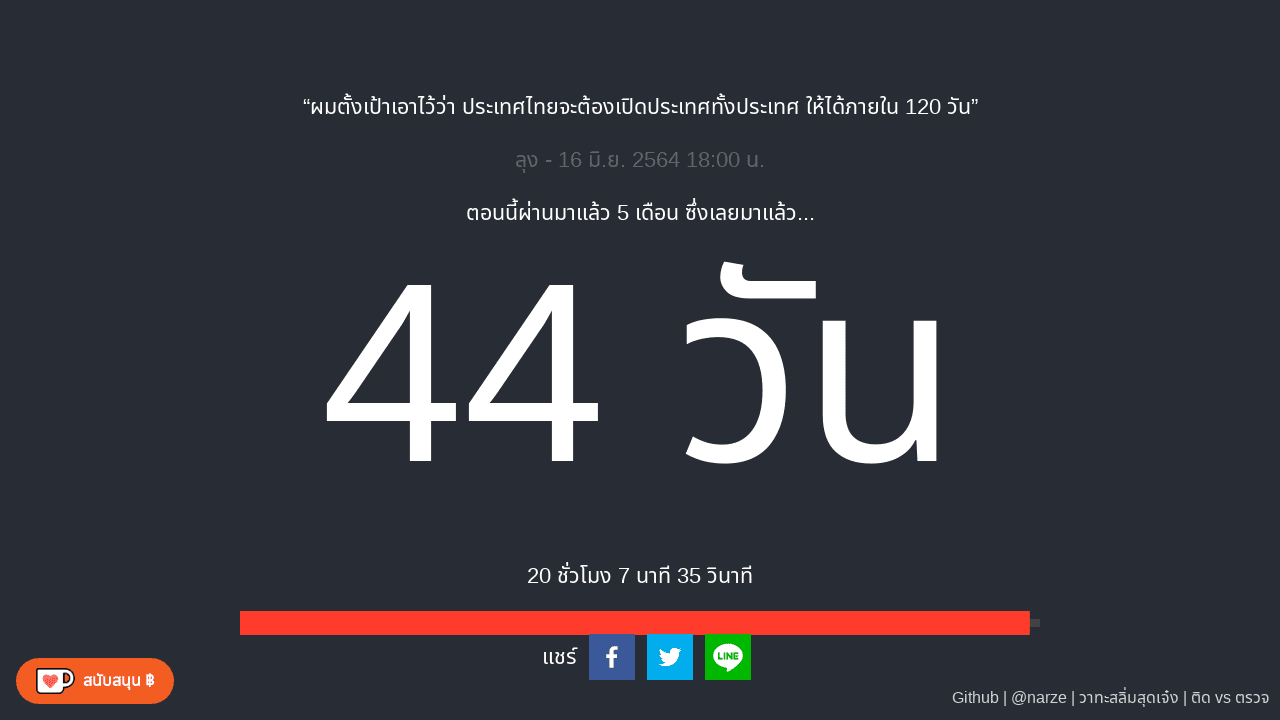 “ผมตั้งเป้าเอาไว้ว่า ประเทศไทยจะต้องเปิดประเทศทั้งประเทศ ให้ได้ภายใน 120 วัน”
ลุง - 16 มิ.ย. 2564 18:00 น.
ตอนนี้ผ่านมาแล้ว 5 เดือน ซึ่งเลยมาแล้ว...
44 วัน
20 ชั่วโมง 7 นาที 35 วินาที
แชร์
LINE
สนับสนุน ฿
Github | @narze | วาทะสลิ่มสุดเจ๋ง | ติด vs ตรวจ